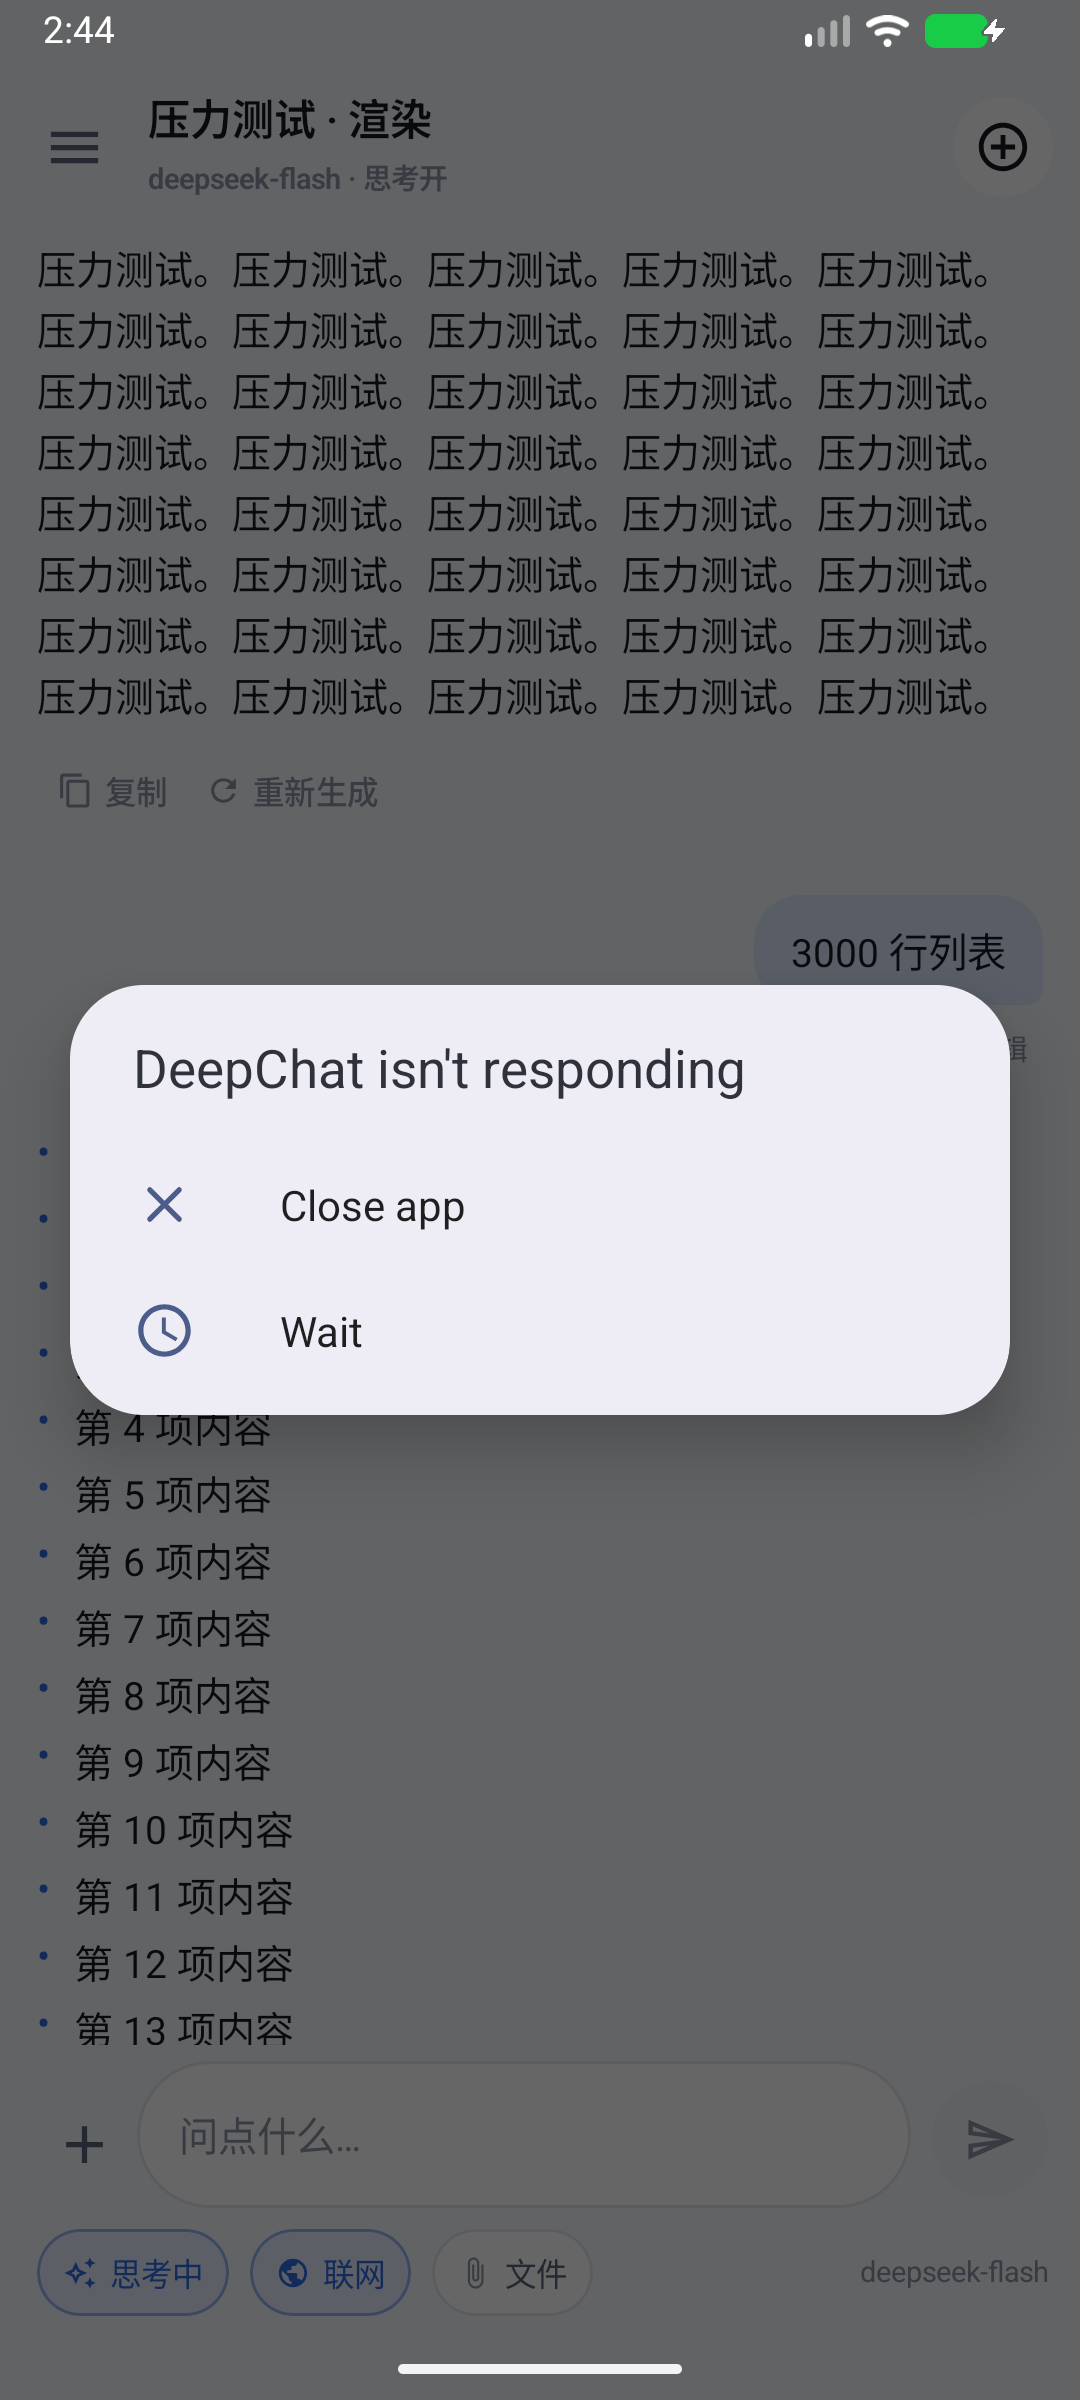 2:44
压力测试 · 渲染
deepseek-flash · 思考开
压力测试。压力测试。压力测试。压力测试。压力测试。
压力测试。压力测试。压力测试。压力测试。压力测试。
压力测试。压力测试。压力测试。压力测试。压力测试。
压力测试。压力测试。压力测试。压力测试。压力测试。
压力测试。压力测试。压力测试。压力测试。压力测试。
压力测试。压力测试。压力测试。压力测试。压力测试。
压力测试。压力测试。压力测试。压力测试。压力测试。
压力测试。压力测试。压力测试。压力测试。压力测试。
复制 重新生成
3000 行列表
辑
DeepChat isn't responding
Close app
Wait
• 第 4 项内容
• 第 5 项内容
• 第 6 项内容
• 第 7 项内容
• 第 8 项内容
• 第 9 项内容
• 第 10 项内容
• 第 11 项内容
• 第 12 项内容
• 第 13 项内容
问点什么...
思考中 联网 文件 deepseek-flash